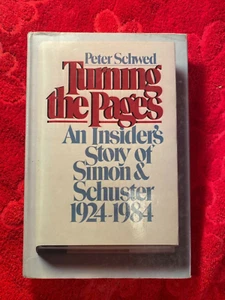 Peter Schwed
Turning
the Pages
An Insider's
Story of
Simon &
Schuster
1924-1984